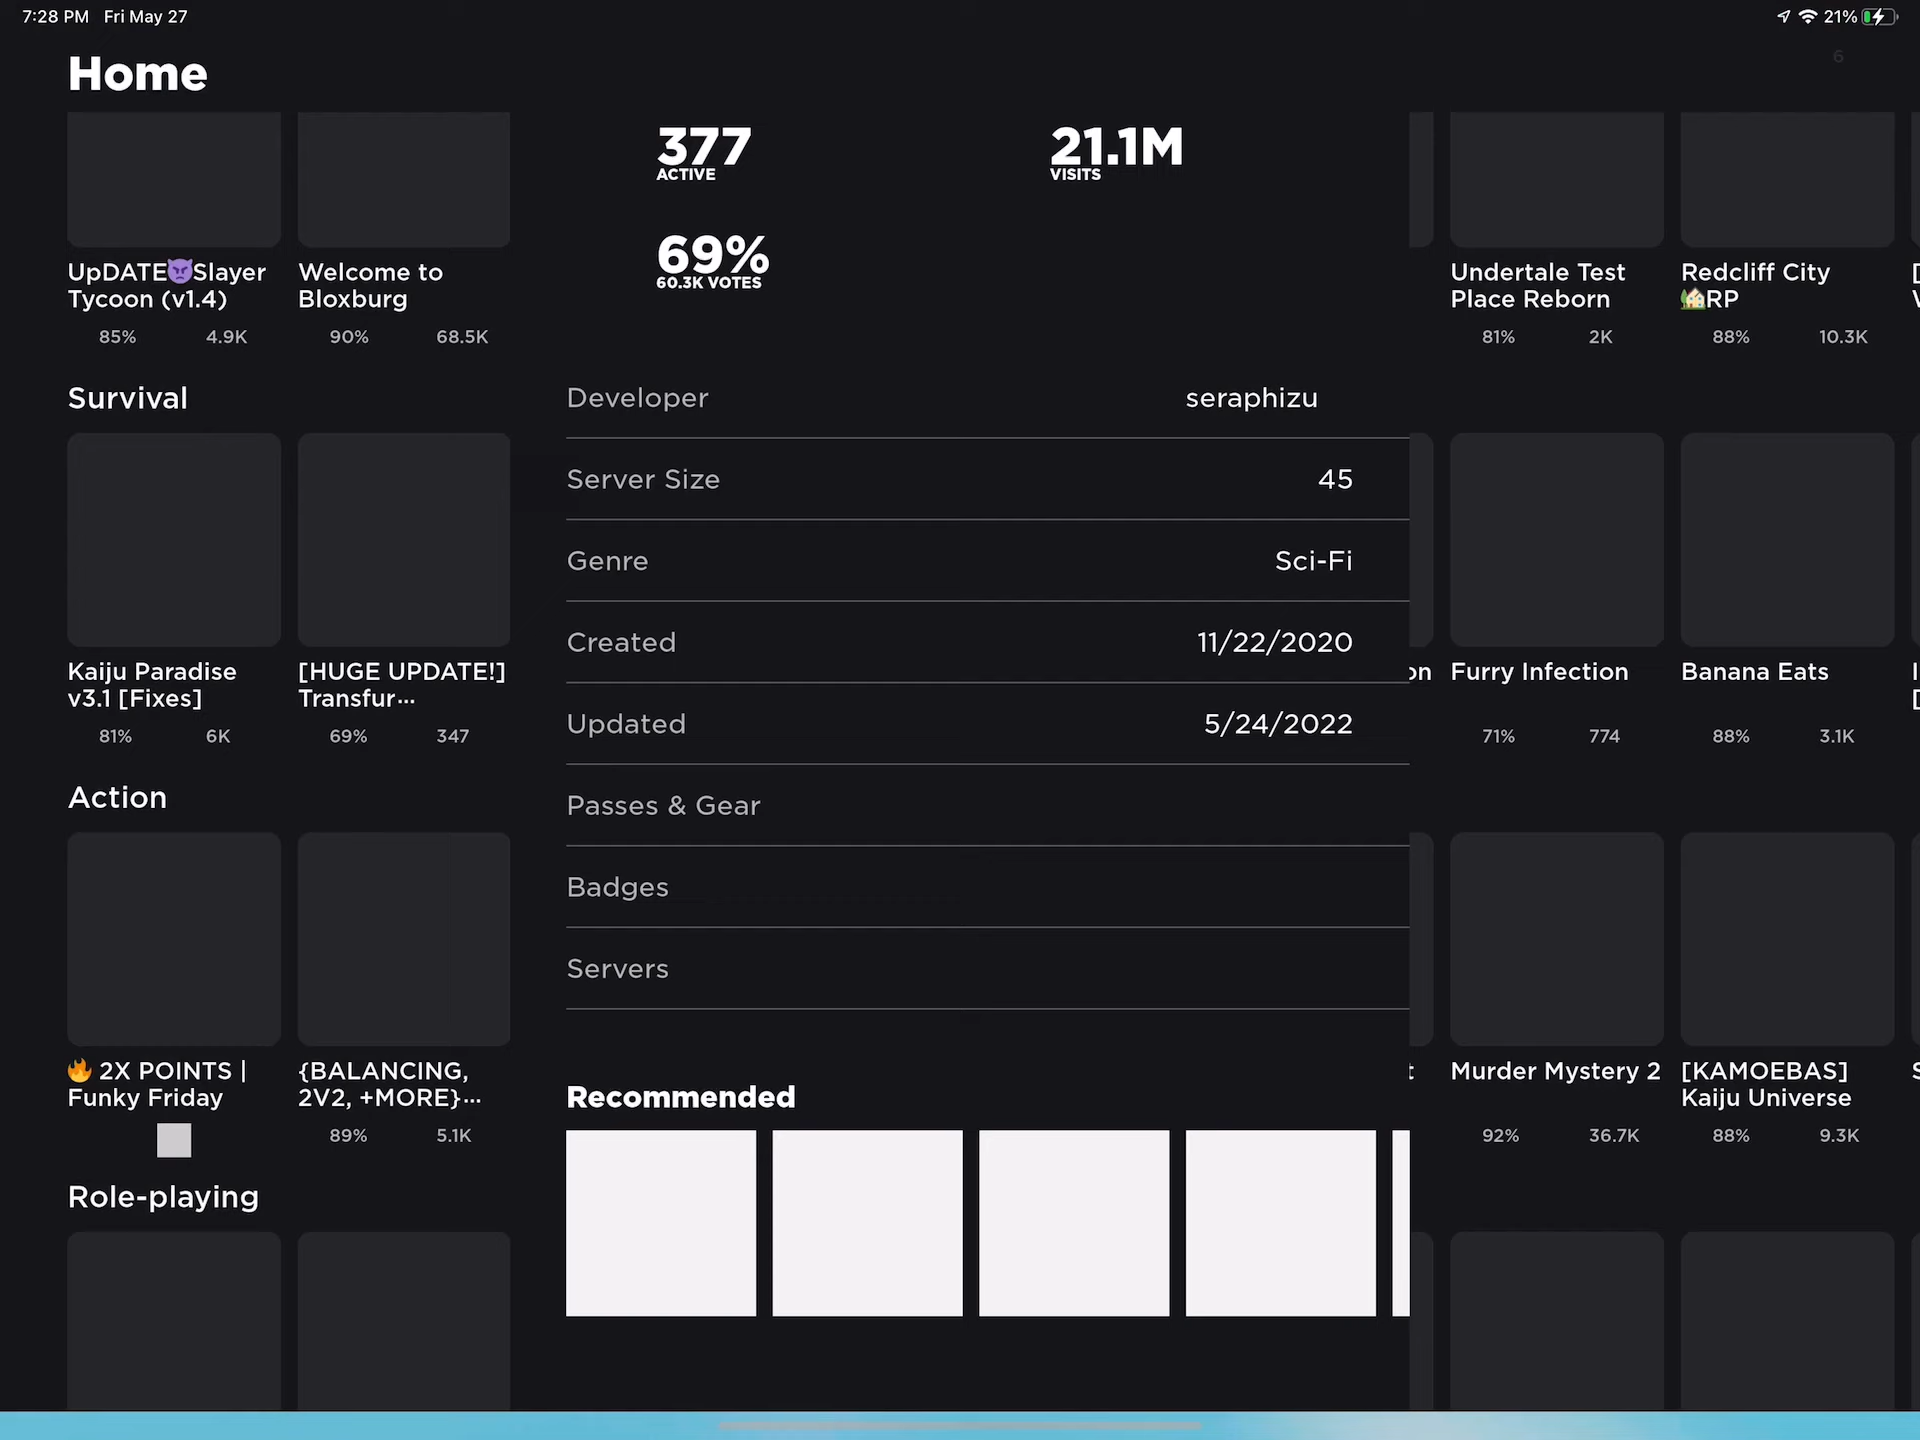 7:28 PM Fri May 27
21%
6
Home
UpDATE😈Slayer
Tycoon (v1.4)
85% 4.9K
Welcome to
Bloxburg
90% 68.5K
377
ACTIVE
21.1M
VISITS
69%
60.3K VOTES
Undertale Test
Place Reborn
81% 2K
Redcliff City
🏡RP
88% 10.3K
Survival
Kaiju Paradise
v3.1 [Fixes]
81% 6K
[HUGE UPDATE!]
Transfur...
69% 347
Developer seraphizu
Server Size 45
Genre Sci-Fi
Created 11/22/2020
Updated 5/24/2022
Passes & Gear
Badges
Servers
on
Furry Infection
71% 774
Banana Eats
88% 3.1K
Action
🔥 2X POINTS |
Funky Friday
{BALANCING,
2V2, +MORE}...
89% 5.1K
Recommended
t
Murder Mystery 2
92% 36.7K
[KAMOEBAS]
Kaiju Universe
88% 9.3K
Role-playing